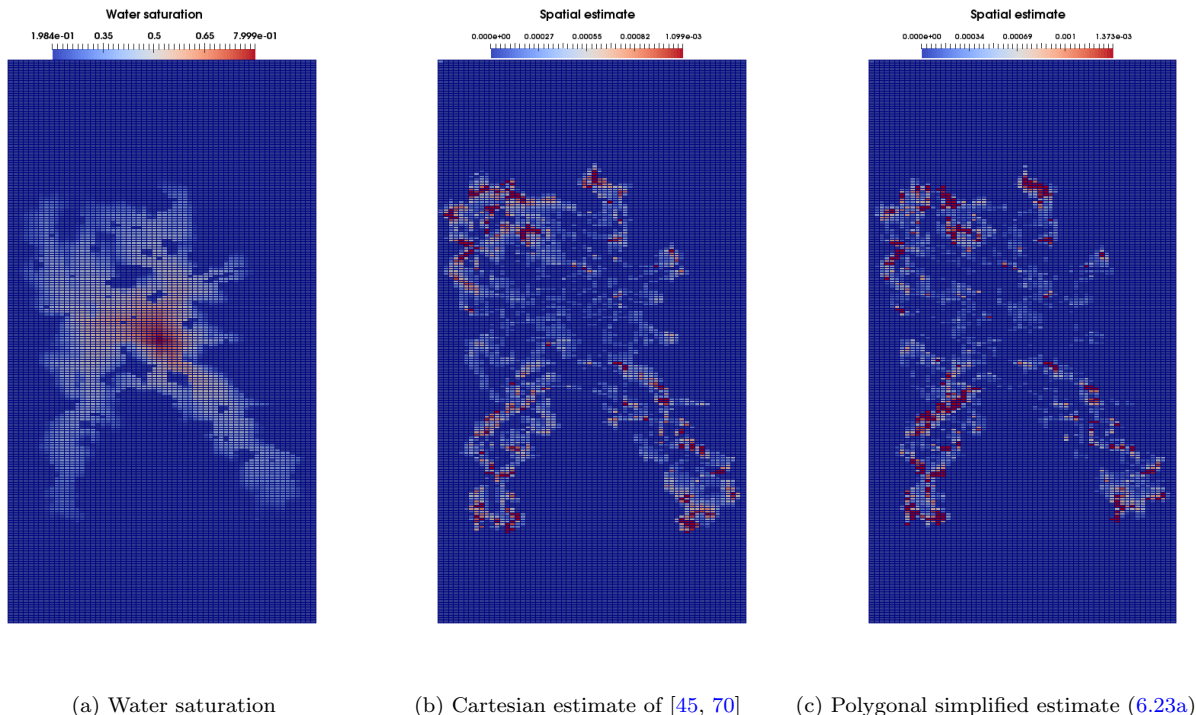 Water saturation
1.984e-01 0.35 0.5 0.65 7.999e-01
Spatial estimate
0.000e+00 0.00027 0.00055 0.00082 1.099e-03
Spatial estimate
0.000e+00 0.00034 0.00069 0.001 1.373e-03
(a) Water saturation
(b) Cartesian estimate of [45, 70]
(c) Polygonal simplified estimate (6.23a)